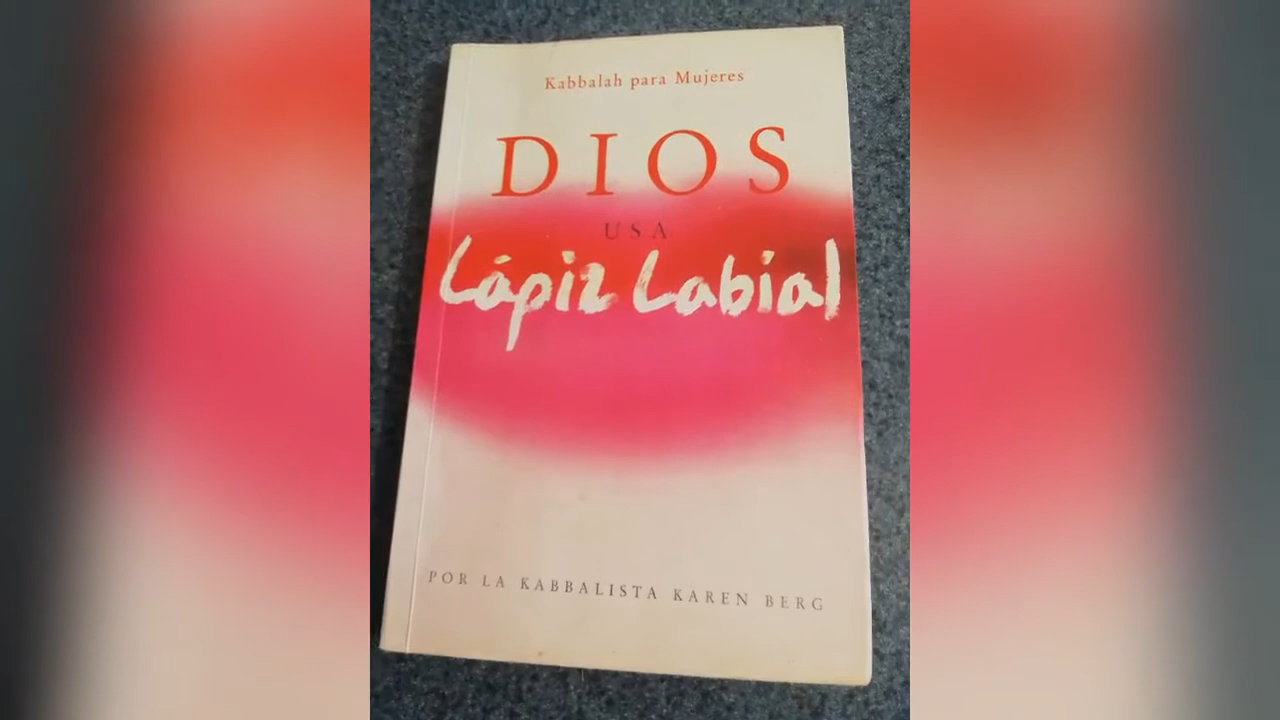 Kabbalah para Mujeres
DIOS
USA
Lápiz Labial
POR LA KABBALISTA KAREN BERG